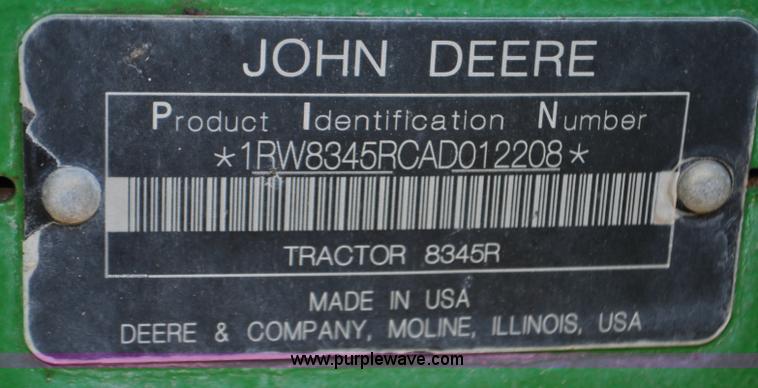 JOHN DEERE
Product Identification Number
*1RW8345RCAD012208*
TRACTOR 8345R
MADE IN USA
DEERE & COMPANY, MOLINE, ILLINOIS, USA
www.purplewave.com